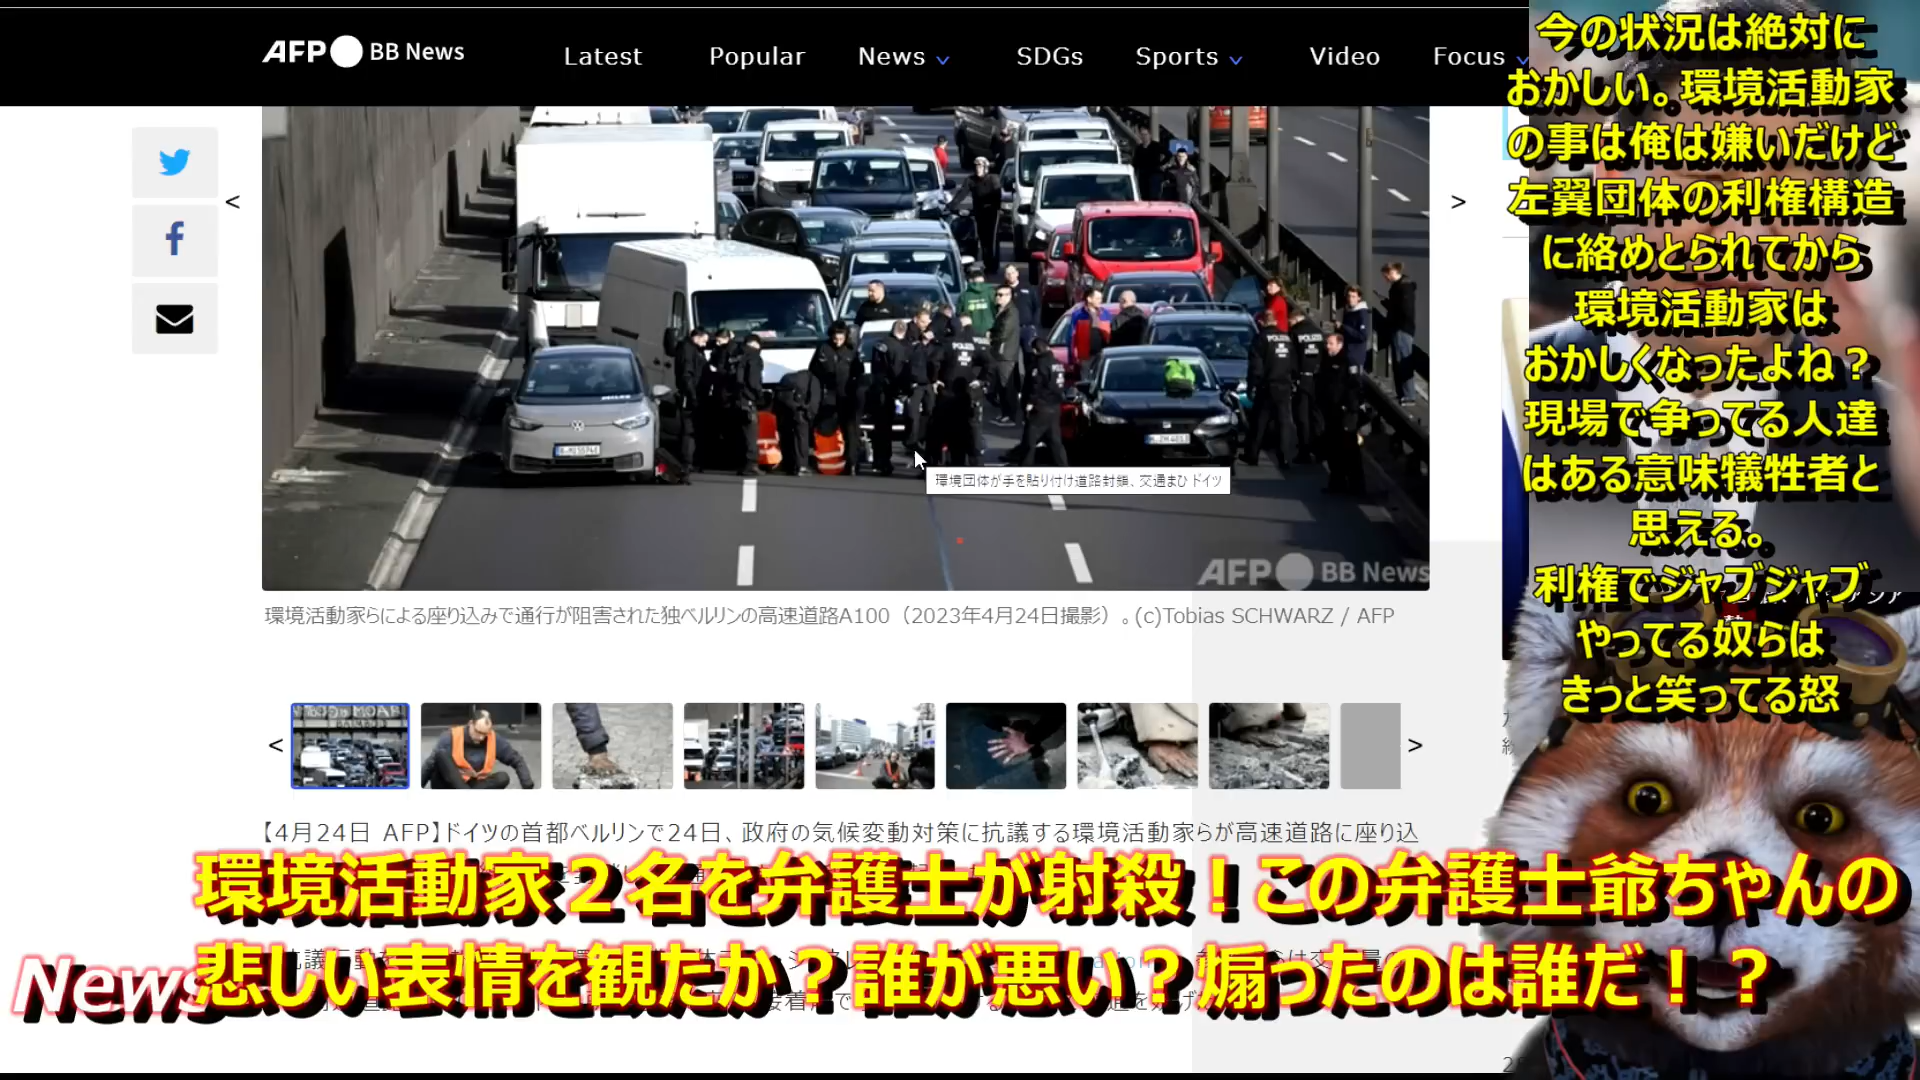 AFP BB News
Latest Popular News SDGs Sports Video Focus
今の状況は絶対に
おかしい。環境活動家
の事は俺は嫌いだけど
左翼団体の利権構造
に絡めとられてから
環境活動家は
おかしくなったよね？
現場で争ってる人達
はある意味犠牲者と
思える。
利権でジャブジャブ
やってる奴らは
きっと笑ってる怒
<
>
POLIZEI
環境団体が手を貼り付け道路封鎖、交通まひ ドイツ
AFP BB News
環境活動家らによる座り込みで通行が阻害された独ベルリンの高速道路A100（2023年4月24日撮影）。(c)Tobias SCHWARZ / AFP
<
>
【4月24日 AFP】ドイツの首都ベルリンで24日、政府の気候変動対策に抗議する環境活動家らが高速道路に座り込
環境活動家２名を弁護士が射殺！この弁護士爺ちゃんの
悲しい表情を観たか？誰が悪い？煽ったのは誰だ！？
News